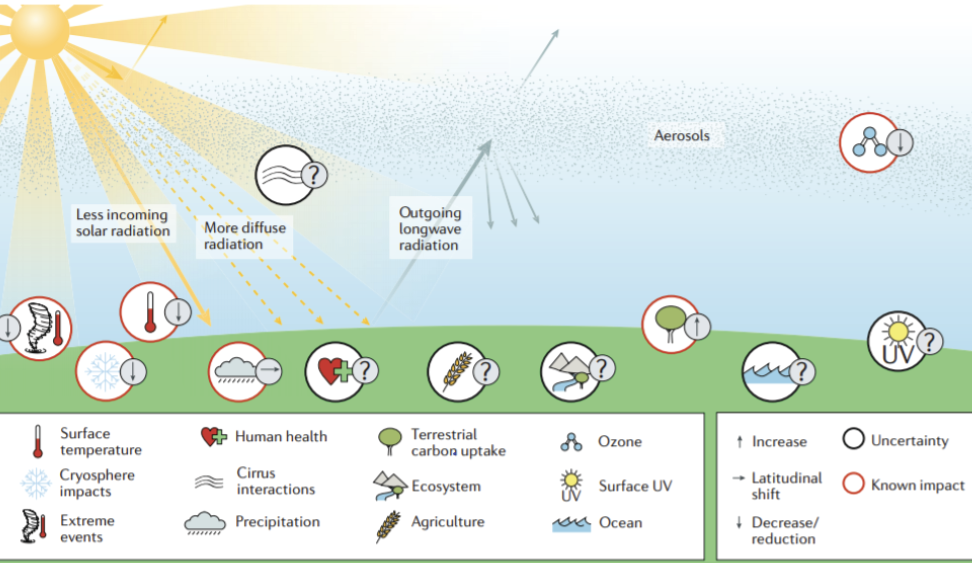 Aerosols
?
Less incoming
solar radiation
More diffuse
radiation
Outgoing
longwave
radiation
UV
?
?
?
?
?
?
Surface
temperature
Human health
Terrestrial
carbon uptake
Ozone
Cryosphere
impacts
Cirrus
interactions
Ecosystem
UV
Surface UV
Extreme
events
Precipitation
Agriculture
Ocean
Increase
Uncertainty
Latitudinal
shift
Known impact
Decrease/
reduction